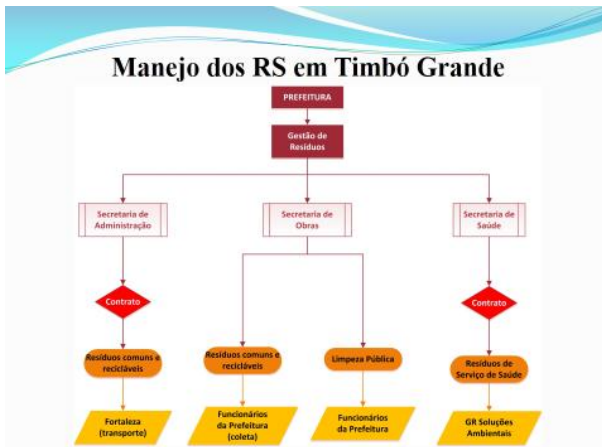 Manejo dos RS em Timbó Grande
PREFEITURA
Gestão de
Resíduos
Secretaria de
Administração
Secretaria de
Obras
Secretaria de
Saúde
Contrato
Contrato
Resíduos comuns e
recicláveis
Resíduos comuns e
recicláveis
Limpeza Pública
Resíduos de
Serviço de Saúde
Fortaleza
(transporte)
Funcionários
da Prefeitura
(coleta)
Funcionários
da Prefeitura
GR Soluções
Ambientais